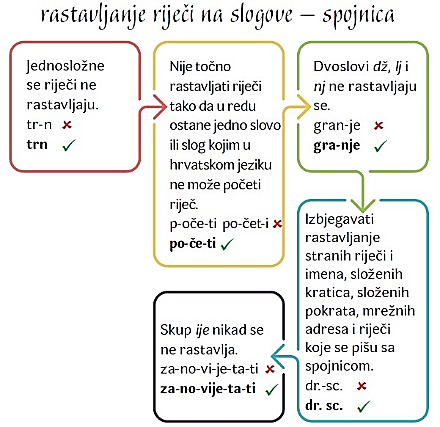 rastavljanje riječi na slogove – spojnica
Jednosložne
se riječi ne
rastavljaju.
tr-n ✗
trn ✓
Nije točno
rastavljati riječi
tako da u redu
ostane jedno slovo
ili slog kojim u
hrvatskom jeziku
ne može početi
riječ.
p-oče-ti po-čet-i ✗
po-če-ti ✓
Dvoslovi dž, lj i
nj ne rastavljaju
se.
gran-je ✗
gra-nje ✓
Izbjegavati
rastavljanje
stranih riječi i
imena, složenih
kratica, složenih
pokrata, mrežnih
adresa i riječi
koje se pišu sa
spojnicom.
dr.-sc. ✗
dr. sc. ✓
Skup ije nikad se
ne rastavlja.
za-no-vi-je-ta-ti ✗
za-no-vije-ta-ti ✓